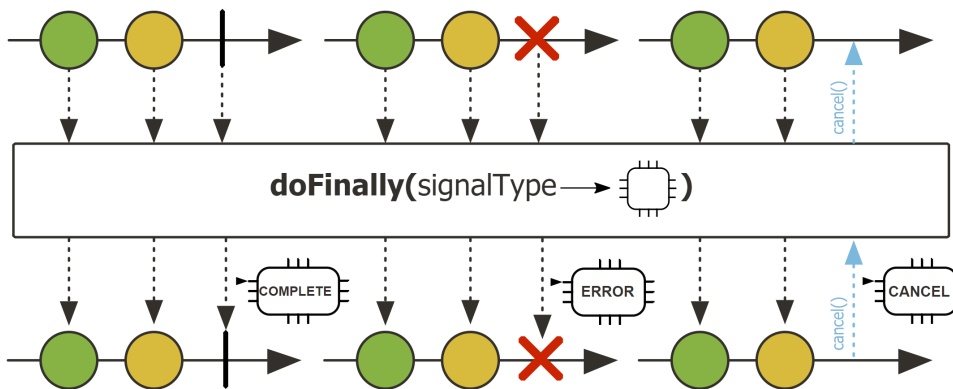 cancel()
doFinally(signalType )
COMPLETE
ERROR
cancel()
CANCEL